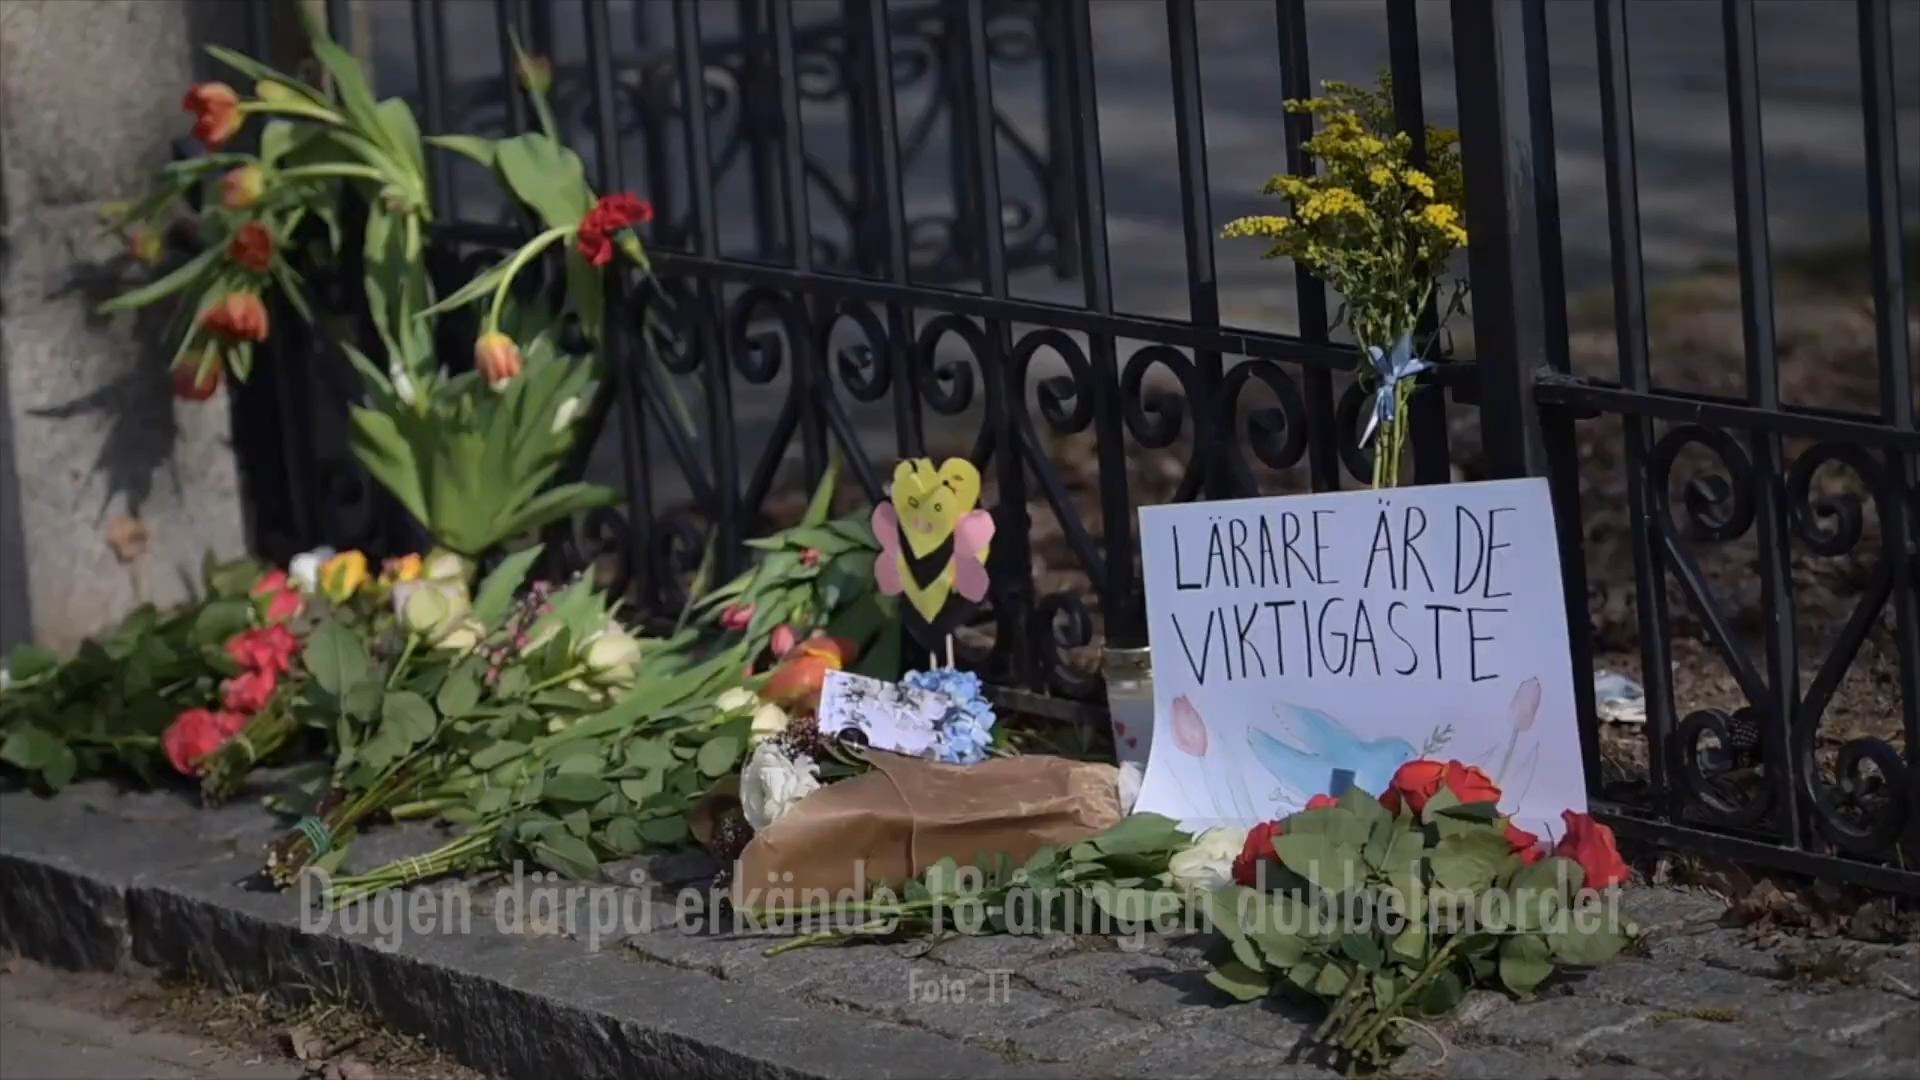 LÄRARE ÄR DE
VIKTIGASTE
Dagen därpå erkände 18-åringen dubbelmordet.
Foto: TT